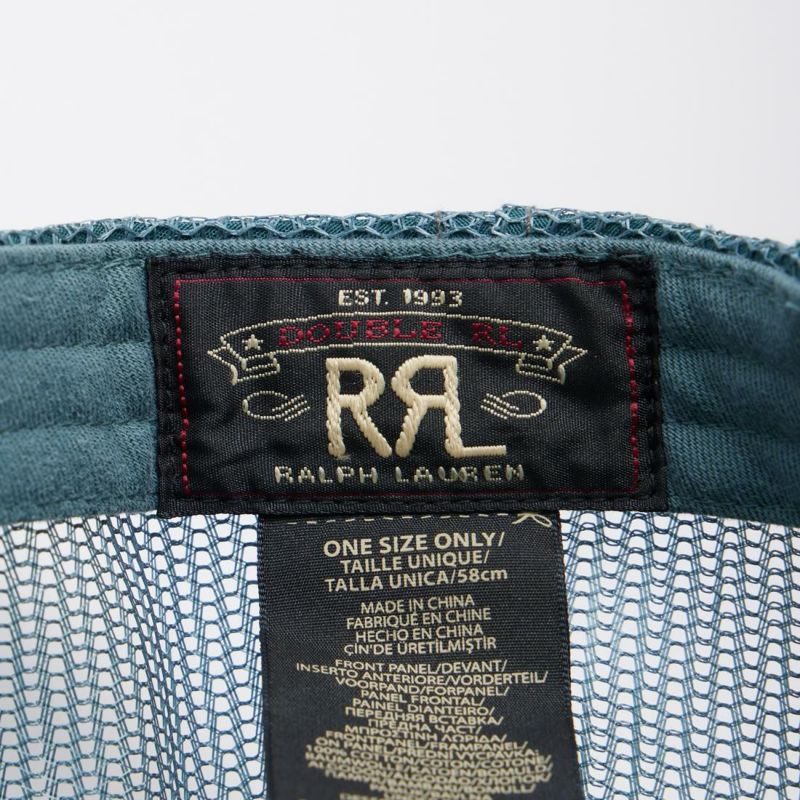 EST. 1993
DOUBLE RL
RRL
RALPH LAUREN
ONE SIZE ONLY/
TAILLE UNIQUE/
TALLA UNICA/58cm
MADE IN CHINA
FABRIQUÉ EN CHINE
HECHO EN CHINA
ÇİN'DE ÜRETİLMİŞTİR
FRONT PANEL/DEVANT/
INSERTO ANTERIORE/VORDERTEIL/
VOORPAND/FORPANEL/
PANEL FRONTAL/
PAINEL DIANTEIRO/
ПЕРЕДНЯЯ ВСТАВКА/
ΜΠΡΟΣΤΙΝΟ
FRAMPANEL/